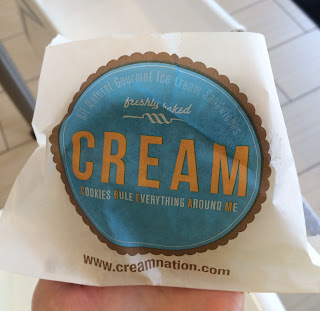 All Natural Gourmet Ice Cream Sandwiches
freshly baked
CREAM
COOKIES RULE EVERYTHING AROUND ME
www.creamnation.com